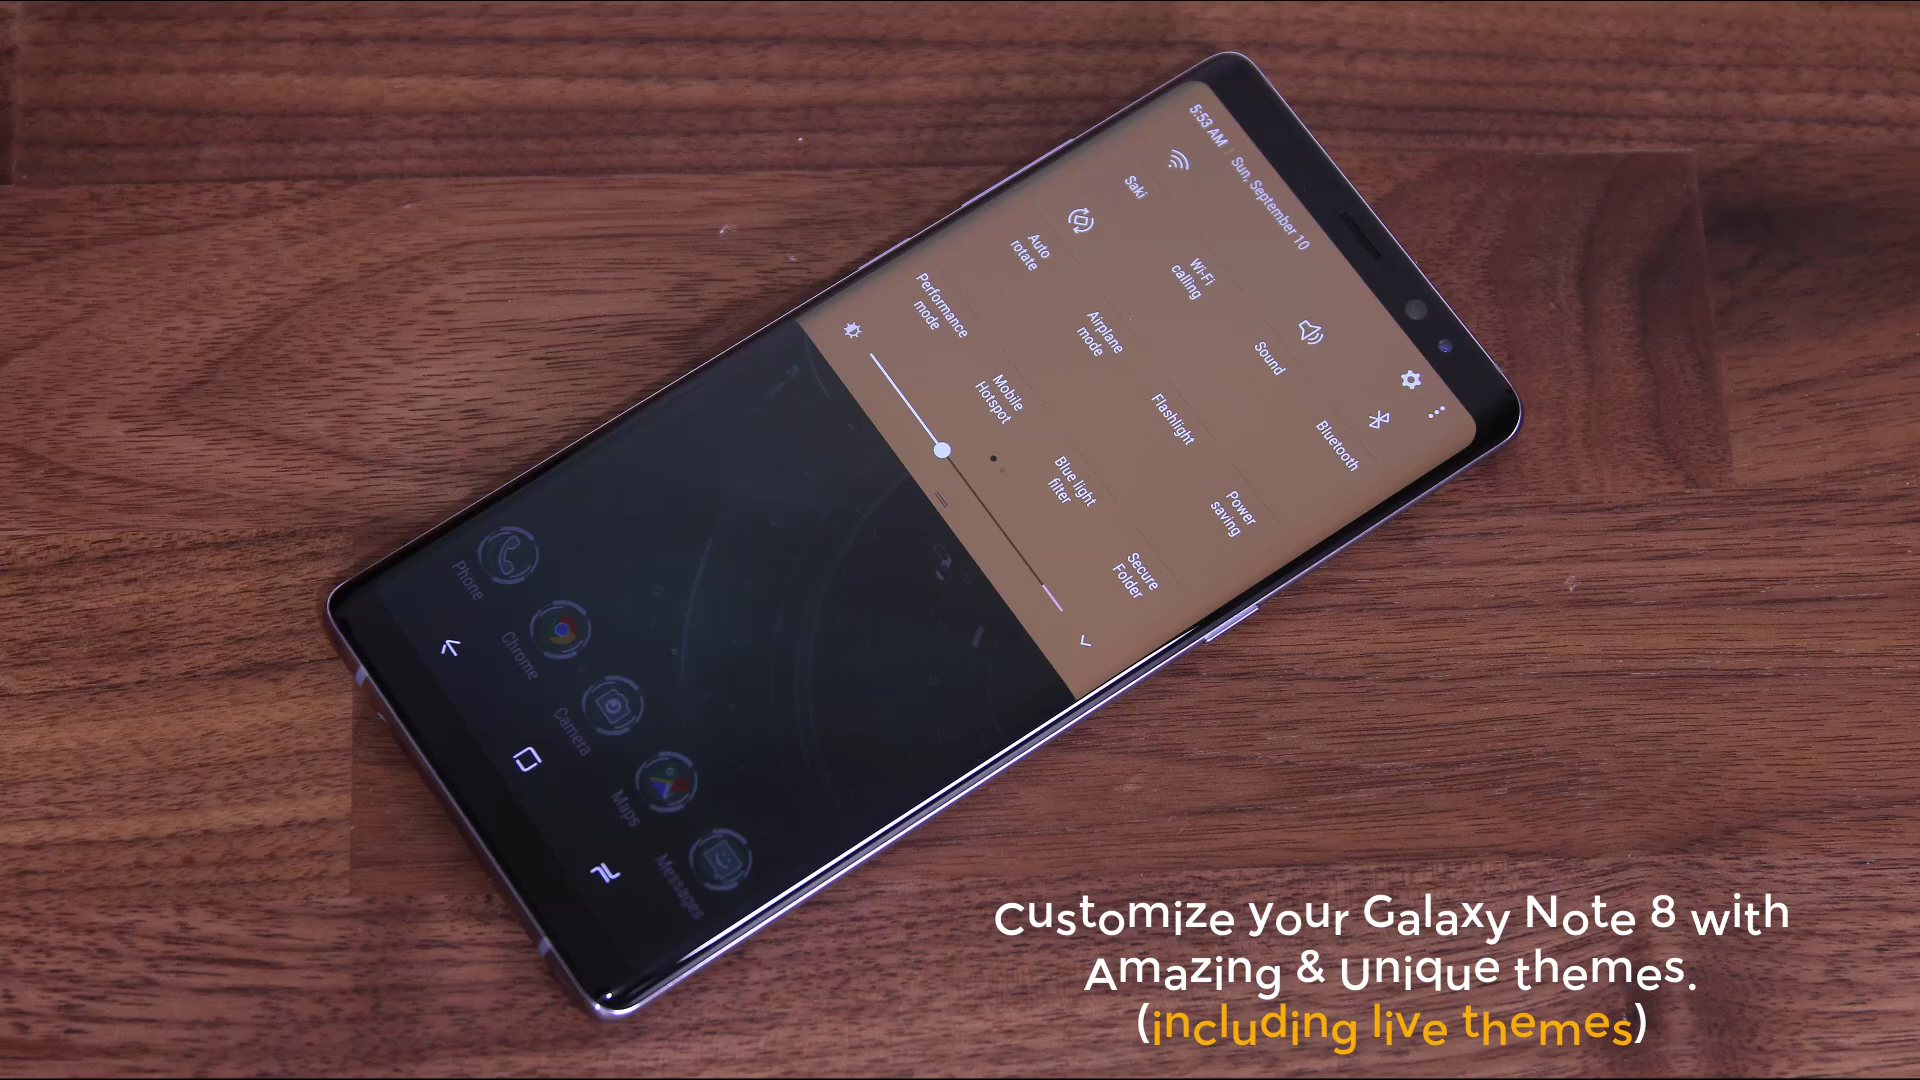 5:53 AM | Sun, September 10
Saki
Wi-Fi
calling
Sound
Bluetooth
Auto
rotate
Airplane
mode
Flashlight
Power
saving
Performance
mode
Mobile
Hotspot
Blue light
filter
Secure
Folder
Phone
Chrome
Camera
Maps
Messages
Customize your Galaxy Note 8 with
Amazing & Unique themes.
(including live themes)